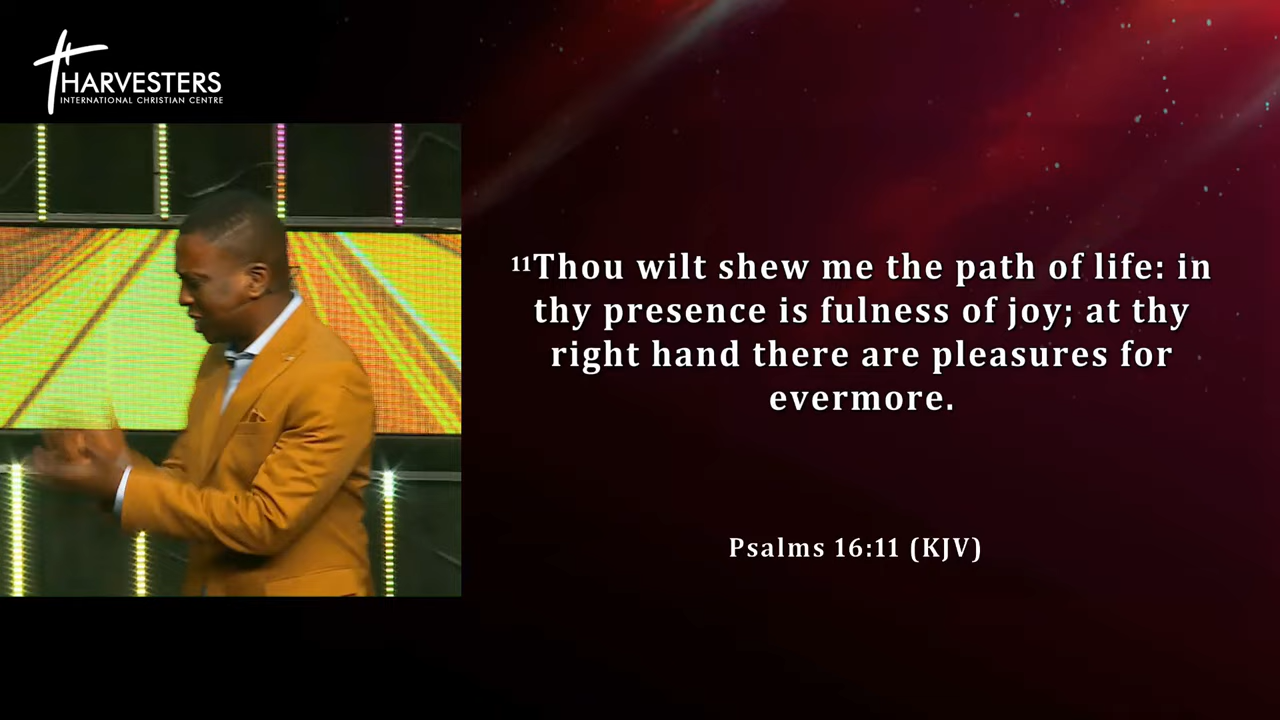 HARVESTERS
INTERNATIONAL CHRISTIAN CENTRE
¹¹Thou wilt shew me the path of life: in
thy presence is fulness of joy; at thy
right hand there are pleasures for
evermore.
Psalms 16:11 (KJV)